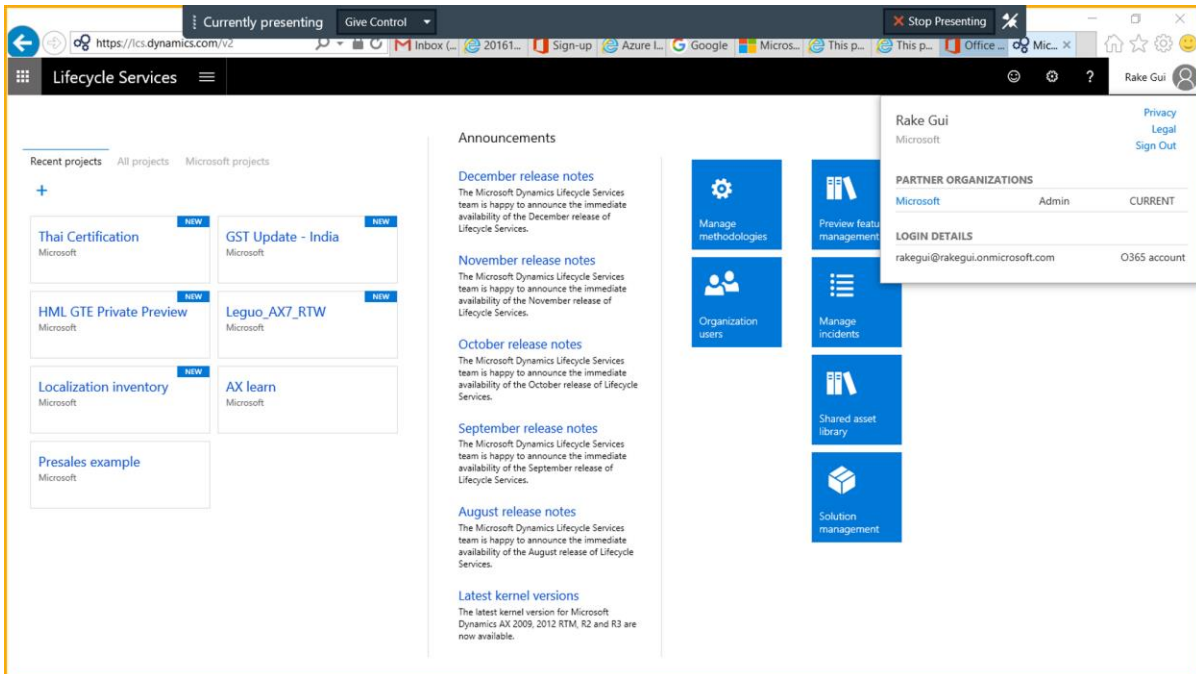 Currently presenting
Give Control
Stop Presenting
https://lcs.dynamics.com/v2
Inbox (...
20161...
Sign-up
Azure I...
Google
Micros...
This p...
This p...
Office ...
Mic...
Lifecycle Services
?
Rake Gui
Rake Gui
Microsoft
Privacy
Legal
Sign Out
PARTNER ORGANIZATIONS
Microsoft Admin CURRENT
LOGIN DETAILS
rakegui@rakegui.onmicrosoft.com O365 account
Recent projects All projects Microsoft projects
+
NEW
Thai Certification
Microsoft
NEW
GST Update - India
Microsoft
NEW
HML GTE Private Preview
Microsoft
NEW
Leguo_AX7_RTW
Microsoft
NEW
Localization inventory
Microsoft
AX learn
Microsoft
Presales example
Microsoft
Announcements
December release notes
The Microsoft Dynamics Lifecycle Services
team is happy to announce the immediate
availability of the December release of
Lifecycle Services.
November release notes
The Microsoft Dynamics Lifecycle Services
team is happy to announce the immediate
availability of the November release of
Lifecycle Services.
October release notes
The Microsoft Dynamics Lifecycle Services
team is happy to announce the immediate
availability of the October release of Lifecycle
Services.
September release notes
The Microsoft Dynamics Lifecycle Services
team is happy to announce the immediate
availability of the September release of
Lifecycle Services.
August release notes
The Microsoft Dynamics Lifecycle Services
team is happy to announce the immediate
availability of the August release of Lifecycle
Services.
Latest kernel versions
The latest kernel version for Microsoft
Dynamics AX 2009, 2012 RTM, R2 and R3 are
now available.
Manage
methodologies
Preview featu
management
Organization
users
Manage
incidents
Shared asset
library
Solution
management